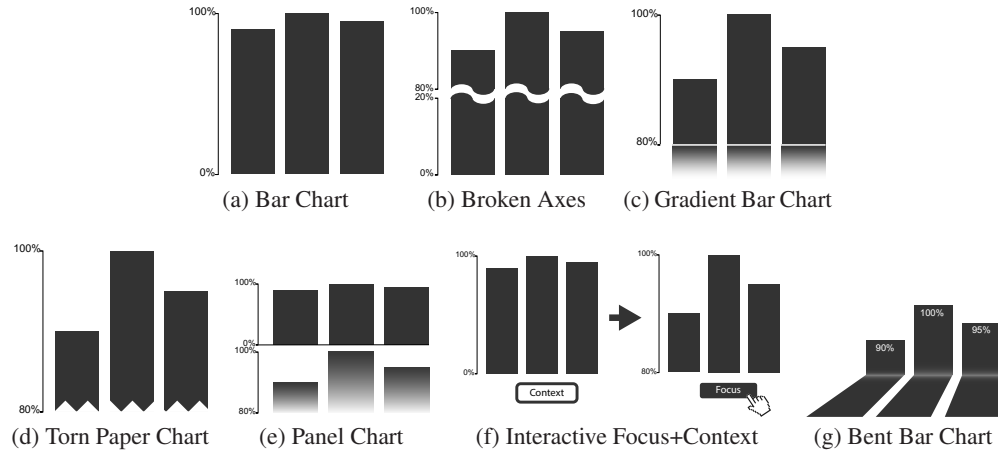 100%
0%
(a) Bar Chart
100%
80%
20%
0%
(b) Broken Axes
100%
80%
(c) Gradient Bar Chart
100%
80%
(d) Torn Paper Chart
100%
0%
100%
80%
(e) Panel Chart
100%
0%
Context
100%
80%
Focus
(f) Interactive Focus+Context
90%
100%
95%
(g) Bent Bar Chart